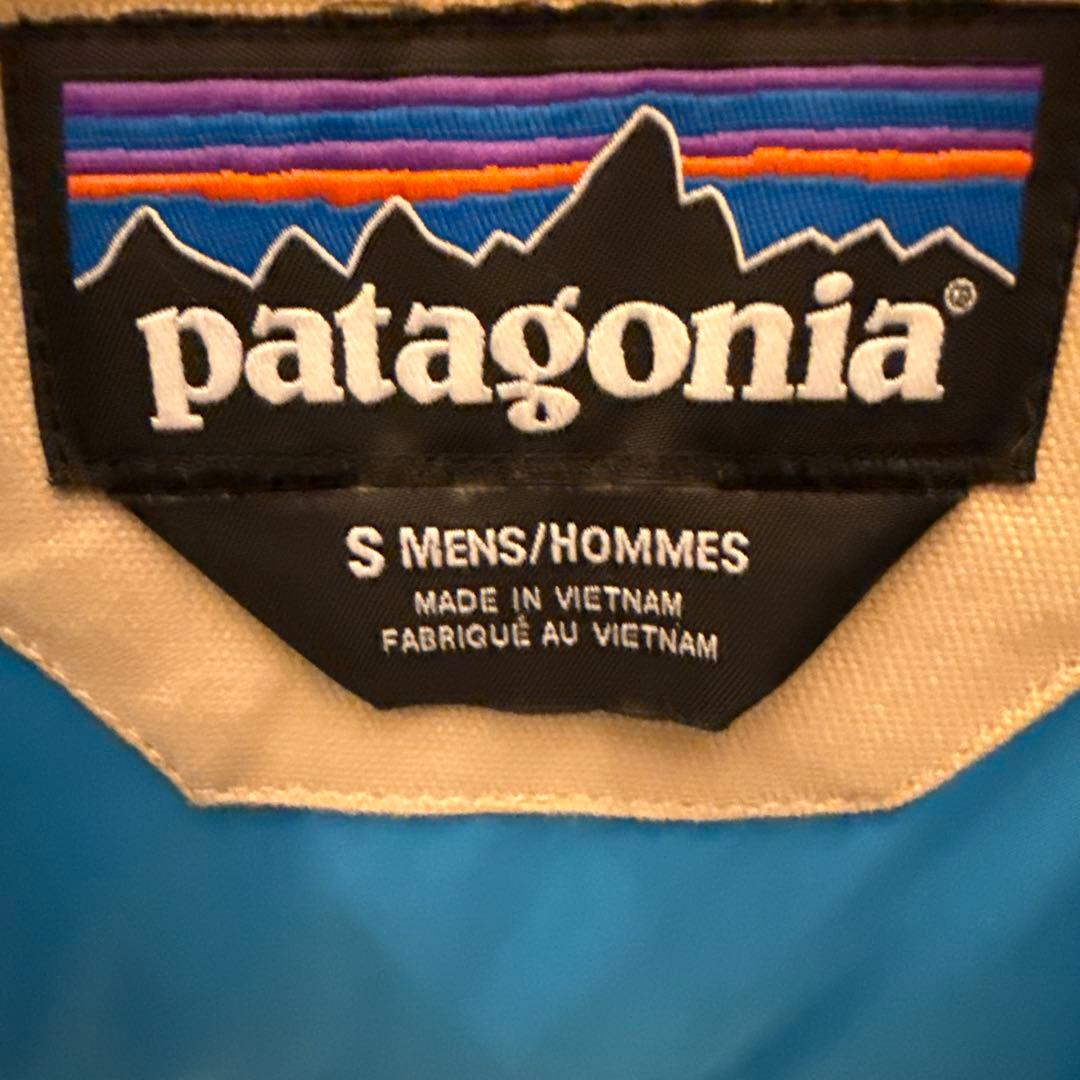 patagonia®
S MENS/HOMMES
MADE IN VIETNAM
FABRIQUÉ AU VIETNAM